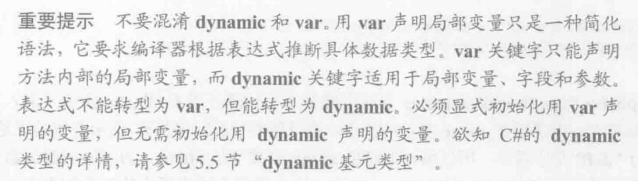 重要提示 不要混淆 dynamic 和 var。用 var 声明局部变量只是一种简化
语法，它要求编译器根据表达式推断具体数据类型。var 关键字只能声明
方法内部的局部变量，而 dynamic 关键字适用于局部变量、字段和参数。
表达式不能转型为 var，但能转型为 dynamic。必须显式初始化用 var 声
明的变量，但无需初始化用 dynamic 声明的变量。欲知 C#的 dynamic
类型的详情，请参见 5.5 节“dynamic 基元类型”。